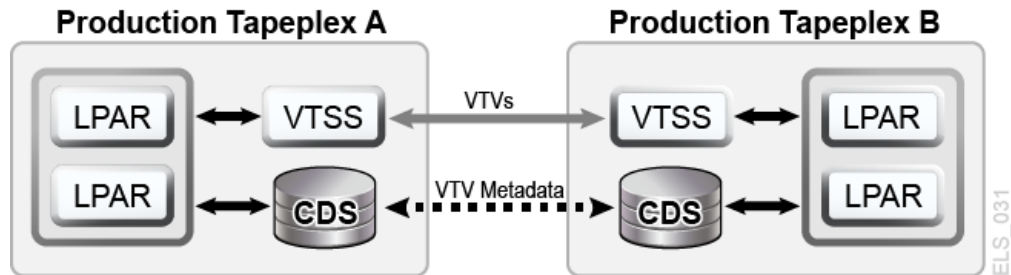 Production Tapeplex A
Production Tapeplex B
LPAR
VTSS
VTVs
VTSS
LPAR
LPAR
CDS
VTV Metadata
CDS
LPAR
ELS_031